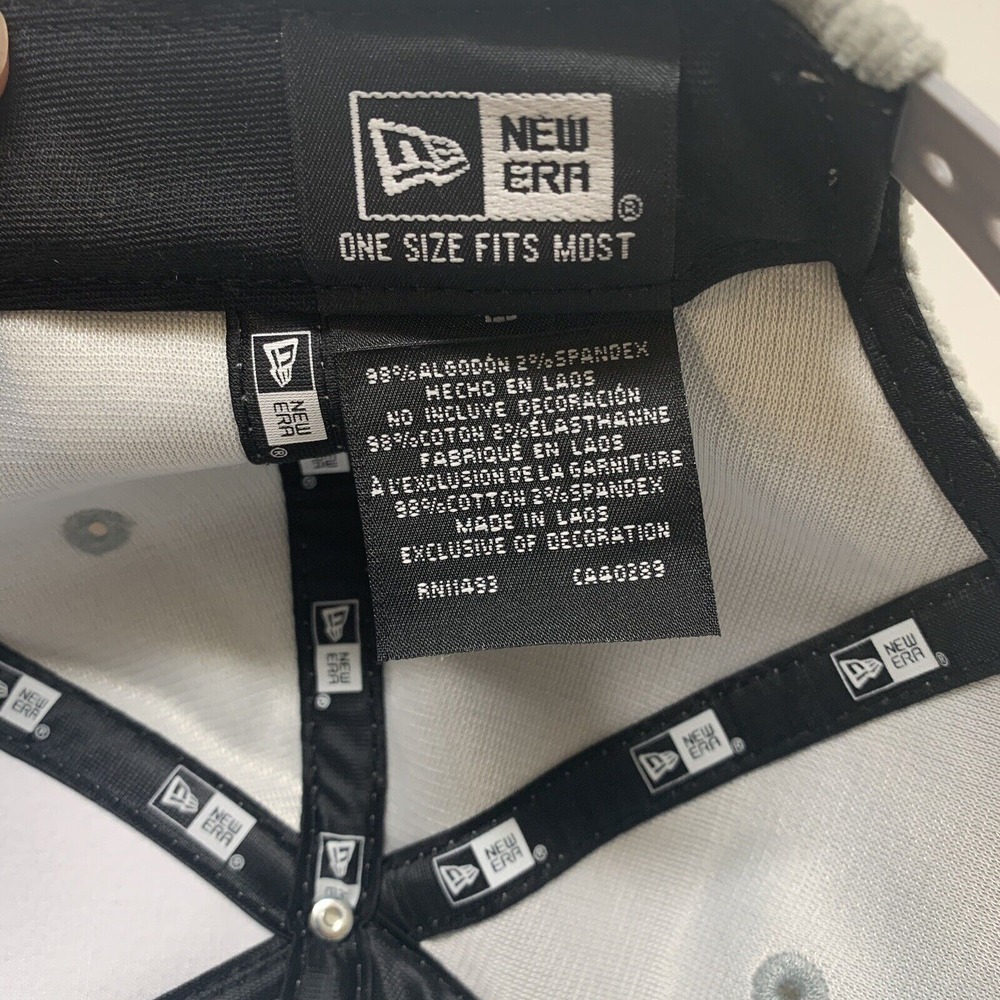 NEW
ERA
®
ONE SIZE FITS MOST
98%ALGODÓN 2%SPANDEX
HECHO EN LAOS
NO INCLUYE DECORACIÓN
98%COTON 2%ÉLASTHANNE
FABRIQUÉ EN LAOS
À L'EXCLUSION DE LA GARNITURE
98%COTTON 2%SPANDEX
MADE IN LAOS
EXCLUSIVE OF DECORATION
RN11493 CA40289
NEW
ERA
®
NEW
ERA
®
NEW
ERA
®
NEW
ERA
®
NEW
ERA
®
NEW
ERA
®
NEW
ERA
®